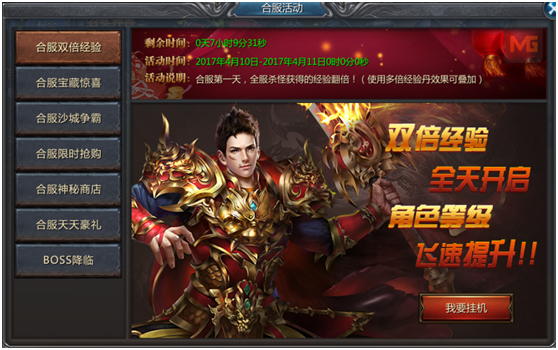 合服活动
合服双倍经验
合服宝藏惊喜
合服沙城争霸
合服限时抢购
合服神秘商店
合服天天豪礼
BOSS降临
剩余时间：0天7小时9分31秒
活动时间：2017年4月10日-2017年4月11日0时0分0秒
活动说明：合服第一天，全服杀怪获得的经验翻倍！（使用多倍经验丹效果可叠加）
MG
双倍经验
全天开启
角色等级
飞速提升!!
我要挂机